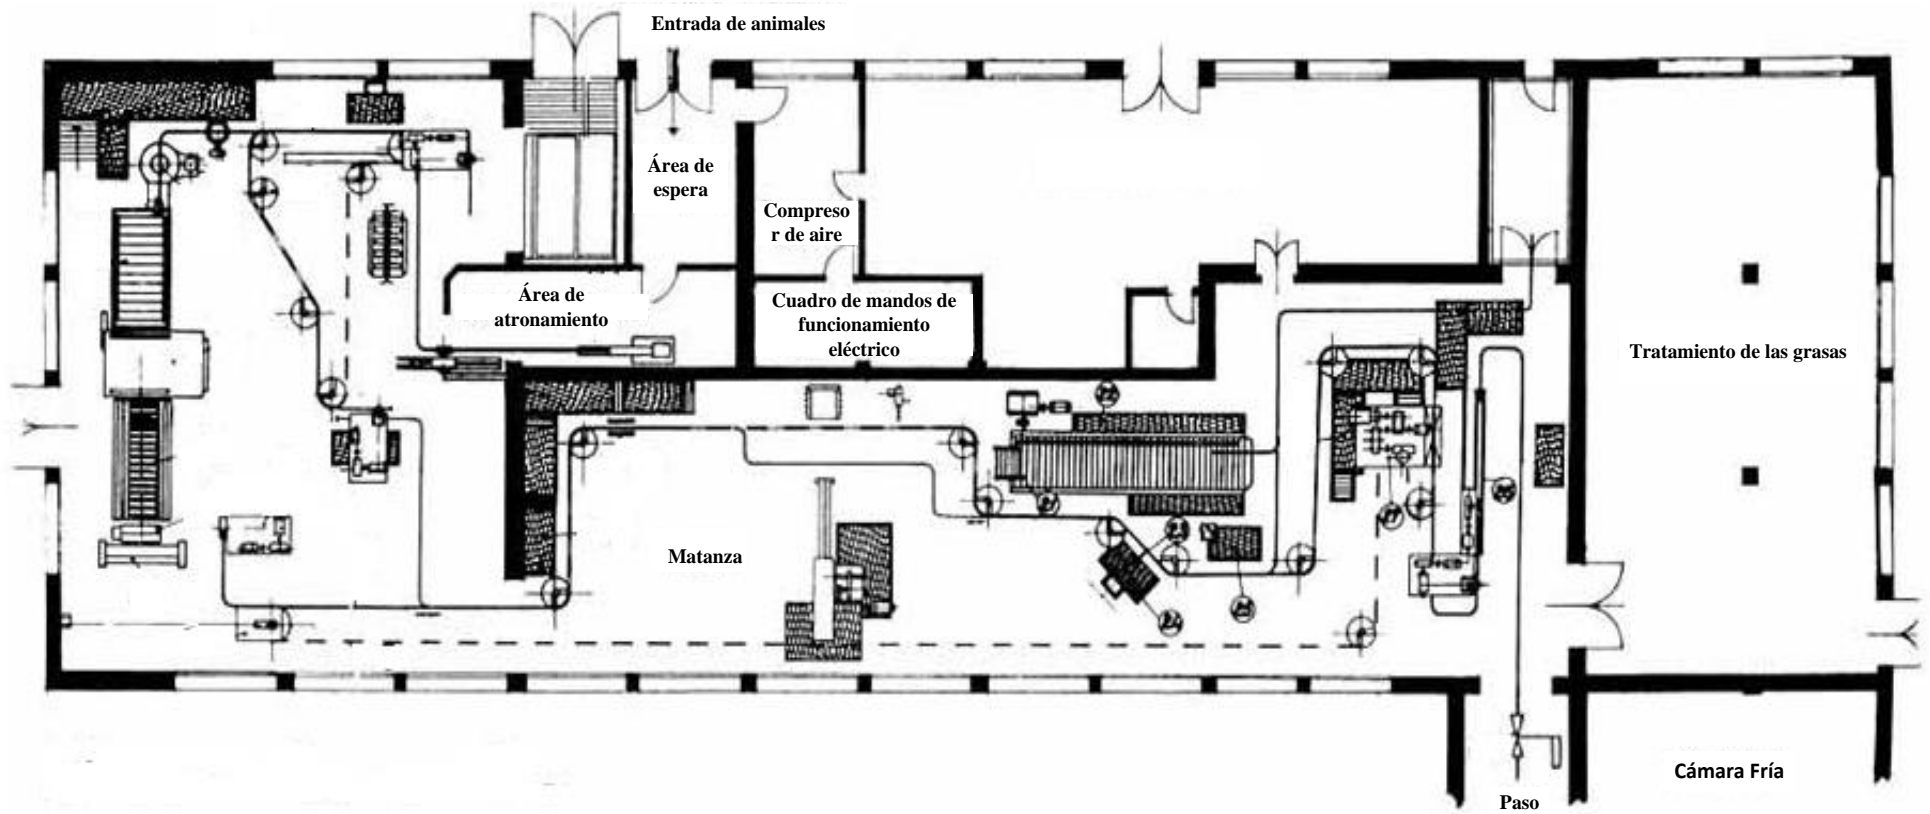 Entrada de animales
Área de
espera
Compreso
r de aire
Área de
atronamiento
Cuadro de mandos de
funcionamiento
eléctrico
Tratamiento de las grasas
Matanza
Cámara Fría
Paso